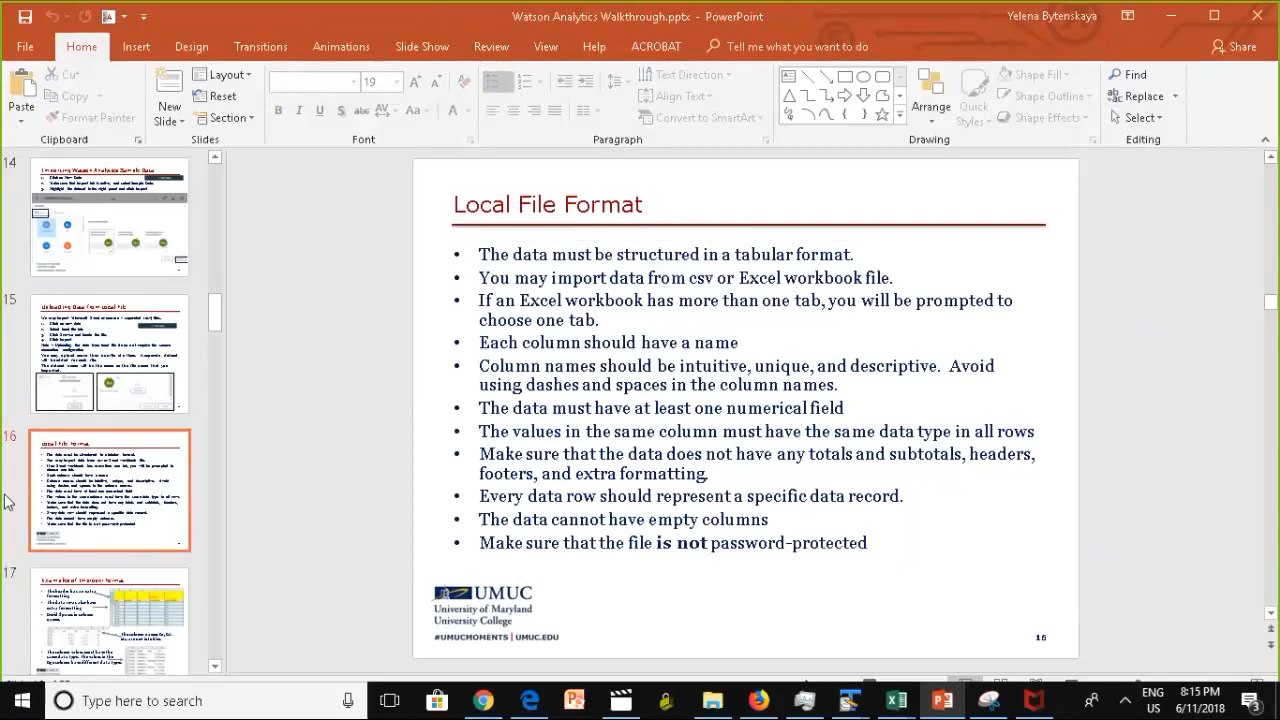 Watson Analytics Walkthrough.pptx - PowerPoint
Yelena Bytenskaya
File Home Insert Design Transitions Animations Slide Show Review View Help ACROBAT Tell me what you want to do Share
Paste
Cut
Copy
Format Painter
Clipboard
New Slide
Layout
Reset
Section
Slides
19
B I U S abc AV Aa A
Font
Text Direction
Align Text
Convert to SmartArt
Paragraph
Arrange
Quick Styles
Shape Fill
Shape Outline
Shape Effects
Drawing
Find
Replace
Select
Editing
14
15
16
Local File Format
17
Local File Format
• The data must be structured in a tabular format.
• You may import data from csv or Excel workbook file.
• If an Excel workbook has more than one tab, you will be prompted to
choose one tab.
• Each column should have a name
• Column names should be intuitive, unique, and descriptive. Avoid
using dashes and spaces in the column names.
• The data must have at least one numerical field
• The values in the same column must have the same data type in all rows
• Make sure that the data does not have any totals and subtotals, headers,
footers, and extra formatting.
• Every data row should represent a specific data record.
• The data cannot have empty columns
• Make sure that the file is not password-protected
UMUC
University of Maryland
University College
#UMUCMOMENTS | UMUC.EDU
16
Type here to search
ENG
US
8:15 PM
6/11/2018
3